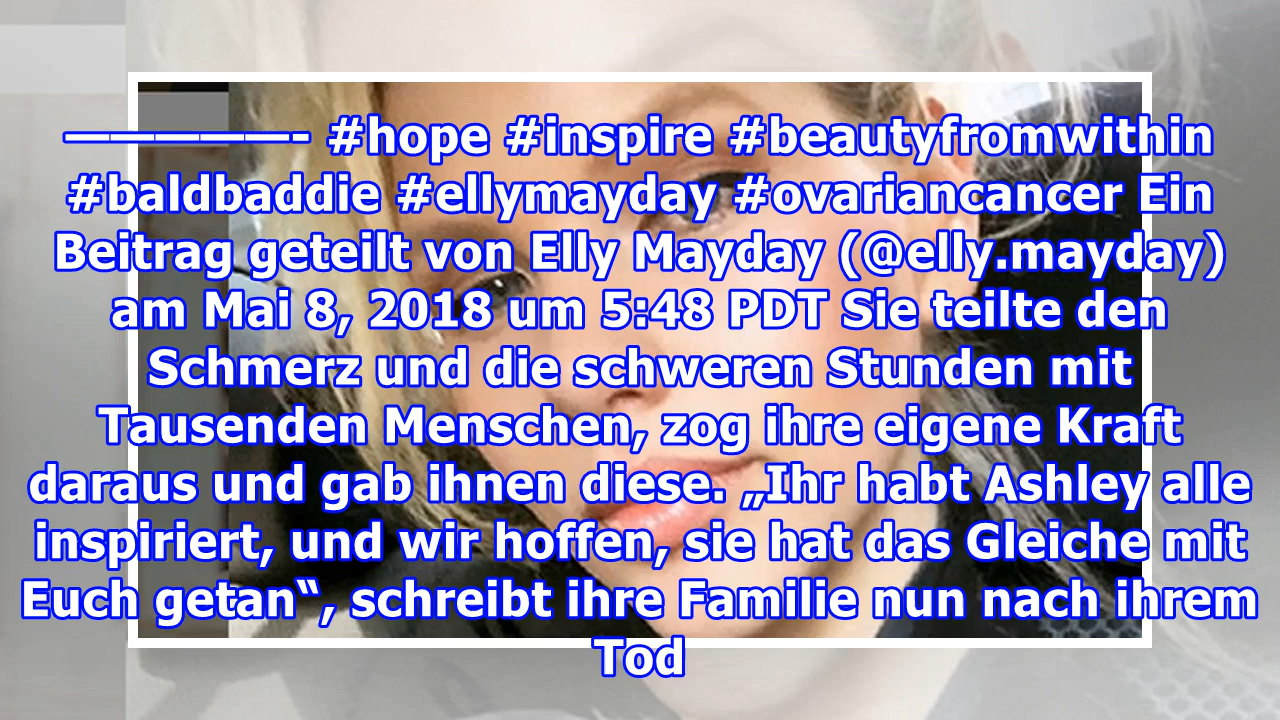 ——————- #hope #inspire #beautyfromwithin
#baldbaddie #ellymayday #ovariancancer Ein
Beitrag geteilt von Elly Mayday (@elly.mayday)
am Mai 8, 2018 um 5:48 PDT Sie teilte den
Schmerz und die schweren Stunden mit
Tausenden Menschen, zog ihre eigene Kraft
daraus und gab ihnen diese. „Ihr habt Ashley alle
inspiriert, und wir hoffen, sie hat das Gleiche mit
Euch getan“, schreibt ihre Familie nun nach ihrem
Tod